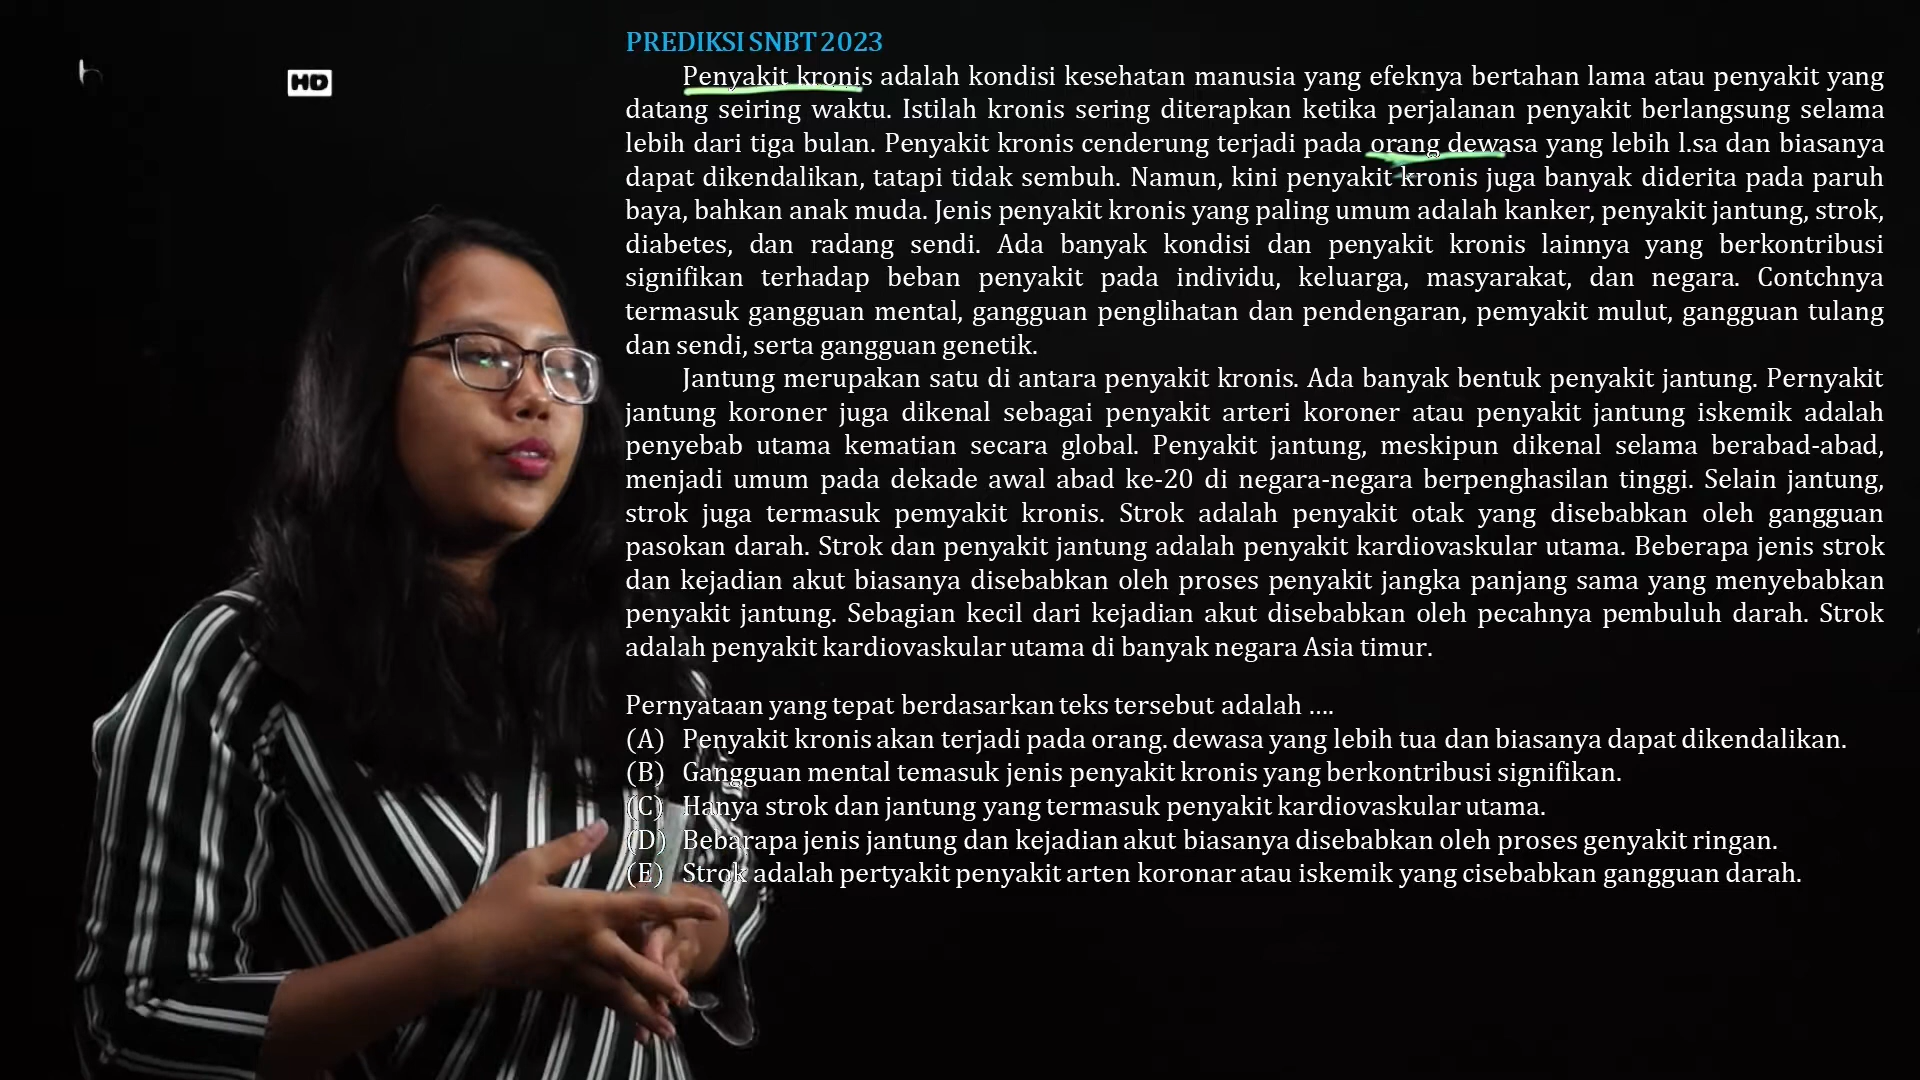 HD
PREDIKSI SNBT 2023
Penyakit kronis adalah kondisi kesehatan manusia yang efeknya bertahan lama atau penyakit yang
datang seiring waktu. Istilah kronis sering diterapkan ketika perjalanan penyakit berlangsung selama
lebih dari tiga bulan. Penyakit kronis cenderung terjadi pada orang dewasa yang lebih l.sa dan biasanya
dapat dikendalikan, tatapi tidak sembuh. Namun, kini penyakit kronis juga banyak diderita pada paruh
baya, bahkan anak muda. Jenis penyakit kronis yang paling umum adalah kanker, penyakit jantung, strok,
diabetes, dan radang sendi. Ada banyak kondisi dan penyakit kronis lainnya yang berkontribusi
signifikan terhadap beban penyakit pada individu, keluarga, masyarakat, dan negara. Contchnya
termasuk gangguan mental, gangguan penglihatan dan pendengaran, pemyakit mulut, gangguan tulang
dan sendi, serta gangguan genetik.
Jantung merupakan satu di antara penyakit kronis. Ada banyak bentuk penyakit jantung. Pernyakit
jantung koroner juga dikenal sebagai penyakit arteri koroner atau penyakit jantung iskemik adalah
penyebab utama kematian secara global. Penyakit jantung, meskipun dikenal selama berabad-abad,
menjadi umum pada dekade awal abad ke-20 di negara-negara berpenghasilan tinggi. Selain jantung,
strok juga termasuk pemyakit kronis. Strok adalah penyakit otak yang disebabkan oleh gangguan
pasokan darah. Strok dan penyakit jantung adalah penyakit kardiovaskular utama. Beberapa jenis strok
dan kejadian akut biasanya disebabkan oleh proses penyakit jangka panjang sama yang menyebabkan
penyakit jantung. Sebagian kecil dari kejadian akut disebabkan oleh pecahnya pembuluh darah. Strok
adalah penyakit kardiovaskular utama di banyak negara Asia timur.
Pernyataan yang tepat berdasarkan teks tersebut adalah ....
(A) Penyakit kronis akan terjadi pada orang. dewasa yang lebih tua dan biasanya dapat dikendalikan.
(B) Gangguan mental temasuk jenis penyakit kronis yang berkontribusi signifikan.
(C) Hanya strok dan jantung yang termasuk penyakit kardiovaskular utama.
(D) Bebarapa jenis jantung dan kejadian akut biasanya disebabkan oleh proses genyakit ringan.
(E) Strok adalah pertyakit penyakit arten koronar atau iskemik yang cisebabkan gangguan darah.